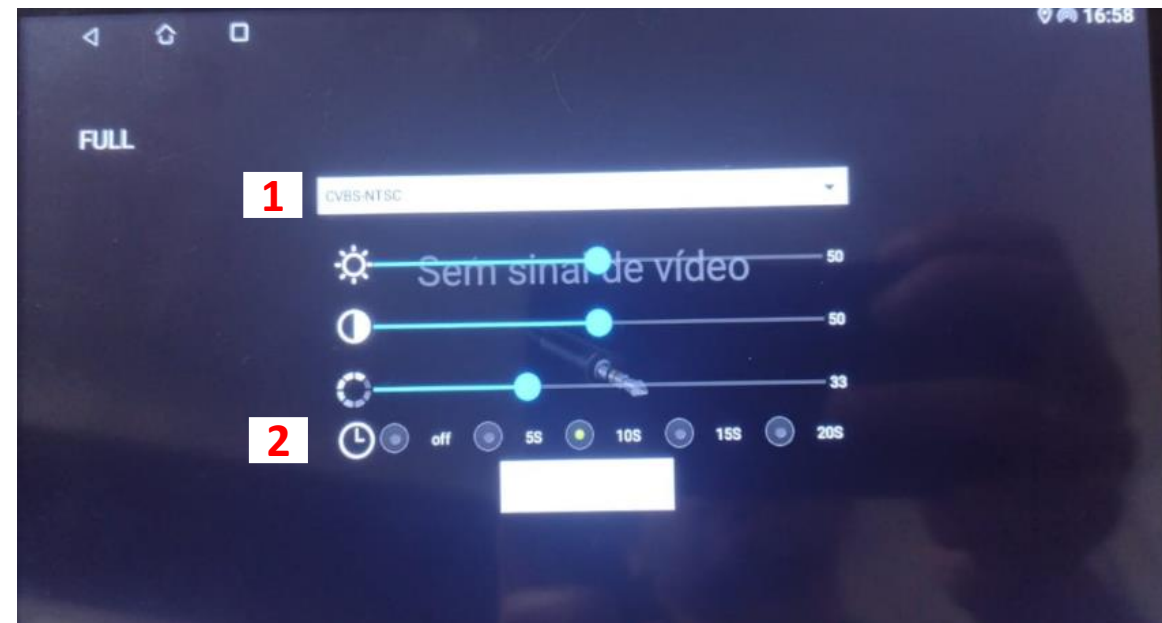 16:58
FULL
1
CVBS-NTSC
50
Sem sinal de vídeo
50
33
2 off 5S 10S 15S 20S